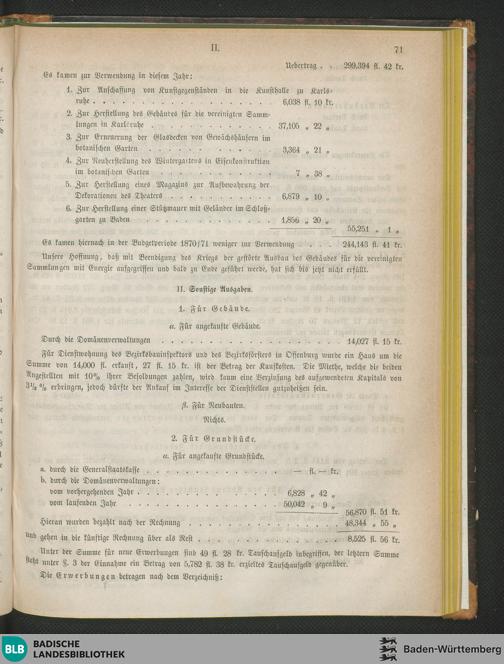 II.
71
Uebertrag . . 299,394 fl. 42 kr.
Es kamen zur Verwendung in diesem Jahr:
1. Zur Anschaffung von Kunstgegenständen in die Kunsthalle zu Karls-
ruhe . . . . . 6,038 fl. 10 kr.
2. Zur Herstellung des Gebäudes für die vereinigten Samm-
lungen in Karlsruhe . . . . . 37,105 „ 22 „
3. Zur Erneuerung der Glasdecken von Gewächshäusern im
botanischen Garten . . . . . 3,364 „ 21 „
4. Zur Neuherstellung des Wintergartens in Eisenkonstruktion
im botanischen Garten . . . . . 7 „ 38 „
5. Zur Herstellung eines Magazins zur Aufbewahrung der
Dekorationen des Theaters . . . . . 6,879 „ 10 „
6. Zur Herstellung einer Stützmauer mit Geländer im Schloß-
garten zu Baden . . . . . 1,856 „ 20 „
55,251 „ 1 „
Es kamen hiernach in der Budgetperiode 1870/71 weniger zur Verwendung . . . . 244,143 fl. 41 kr.
Unsere Hoffnung, daß mit Beendigung des Kriegs der gestörte Ausbau des Gebäudes für die vereinigten
Sammlungen mit Energie aufgegriffen und bald zu Ende geführt werde, hat sich bis jetzt nicht erfüllt.
II. Sonstige Ausgaben.
1. Für Gebäude.
α. Für angekaufte Gebäude.
Durch die Domänenverwaltungen . . . . . 14,027 fl. 15 kr.
Für Dienstwohnung des Bezirksbauinspektors und des Bezirksförsters in Offenburg wurde ein Haus um die
Summe von 14,000 fl. erkauft, 27 fl. 15 kr. ist der Betrag der Kaufkosten. Die Miethe, welche die beiden
Angestellten mit 10% ihrer Besoldungen zahlen, wird kaum eine Verzinsung des aufgewendeten Kapitals von
erbringen, jedoch dürfte der Ankauf im Interesse der Dienststellen gutzuheißen sein.
β. Für Neubauten.
Nichts.
2. Für Grundstücke.
α. Für angekaufte Grundstücke.
a. durch die Generalstaatskasse . . . . . — fl. — kr.
b. durch die Domänenverwaltungen:
vom vorhergehenden Jahr . . . . . 6,828 „ 42 „
vom laufenden Jahr . . . . . 50,042 „ 9 „
56,870 fl. 51 kr.
Hieran wurden bezahlt nach der Rechnung . . . . . 48,344 „ 55 „
und gehen in die künftige Rechnung über als Rest . . . . . 8,525 fl. 56 kr.
Unter der Summe für neue Erwerbungen sind 49 fl. 28 kr. Tauschaufgeld inbegriffen, der letztern Summe
steht unter §. 3 der Einnahme ein Betrag von 5,782 fl. 38 kr. erzieltes Tauschaufgeld gegenüber.
Die Erwerbungen betragen nach dem Verzeichniß:
BLB
BADISCHE
LANDESBIBLIOTHEK
Baden-Württemberg